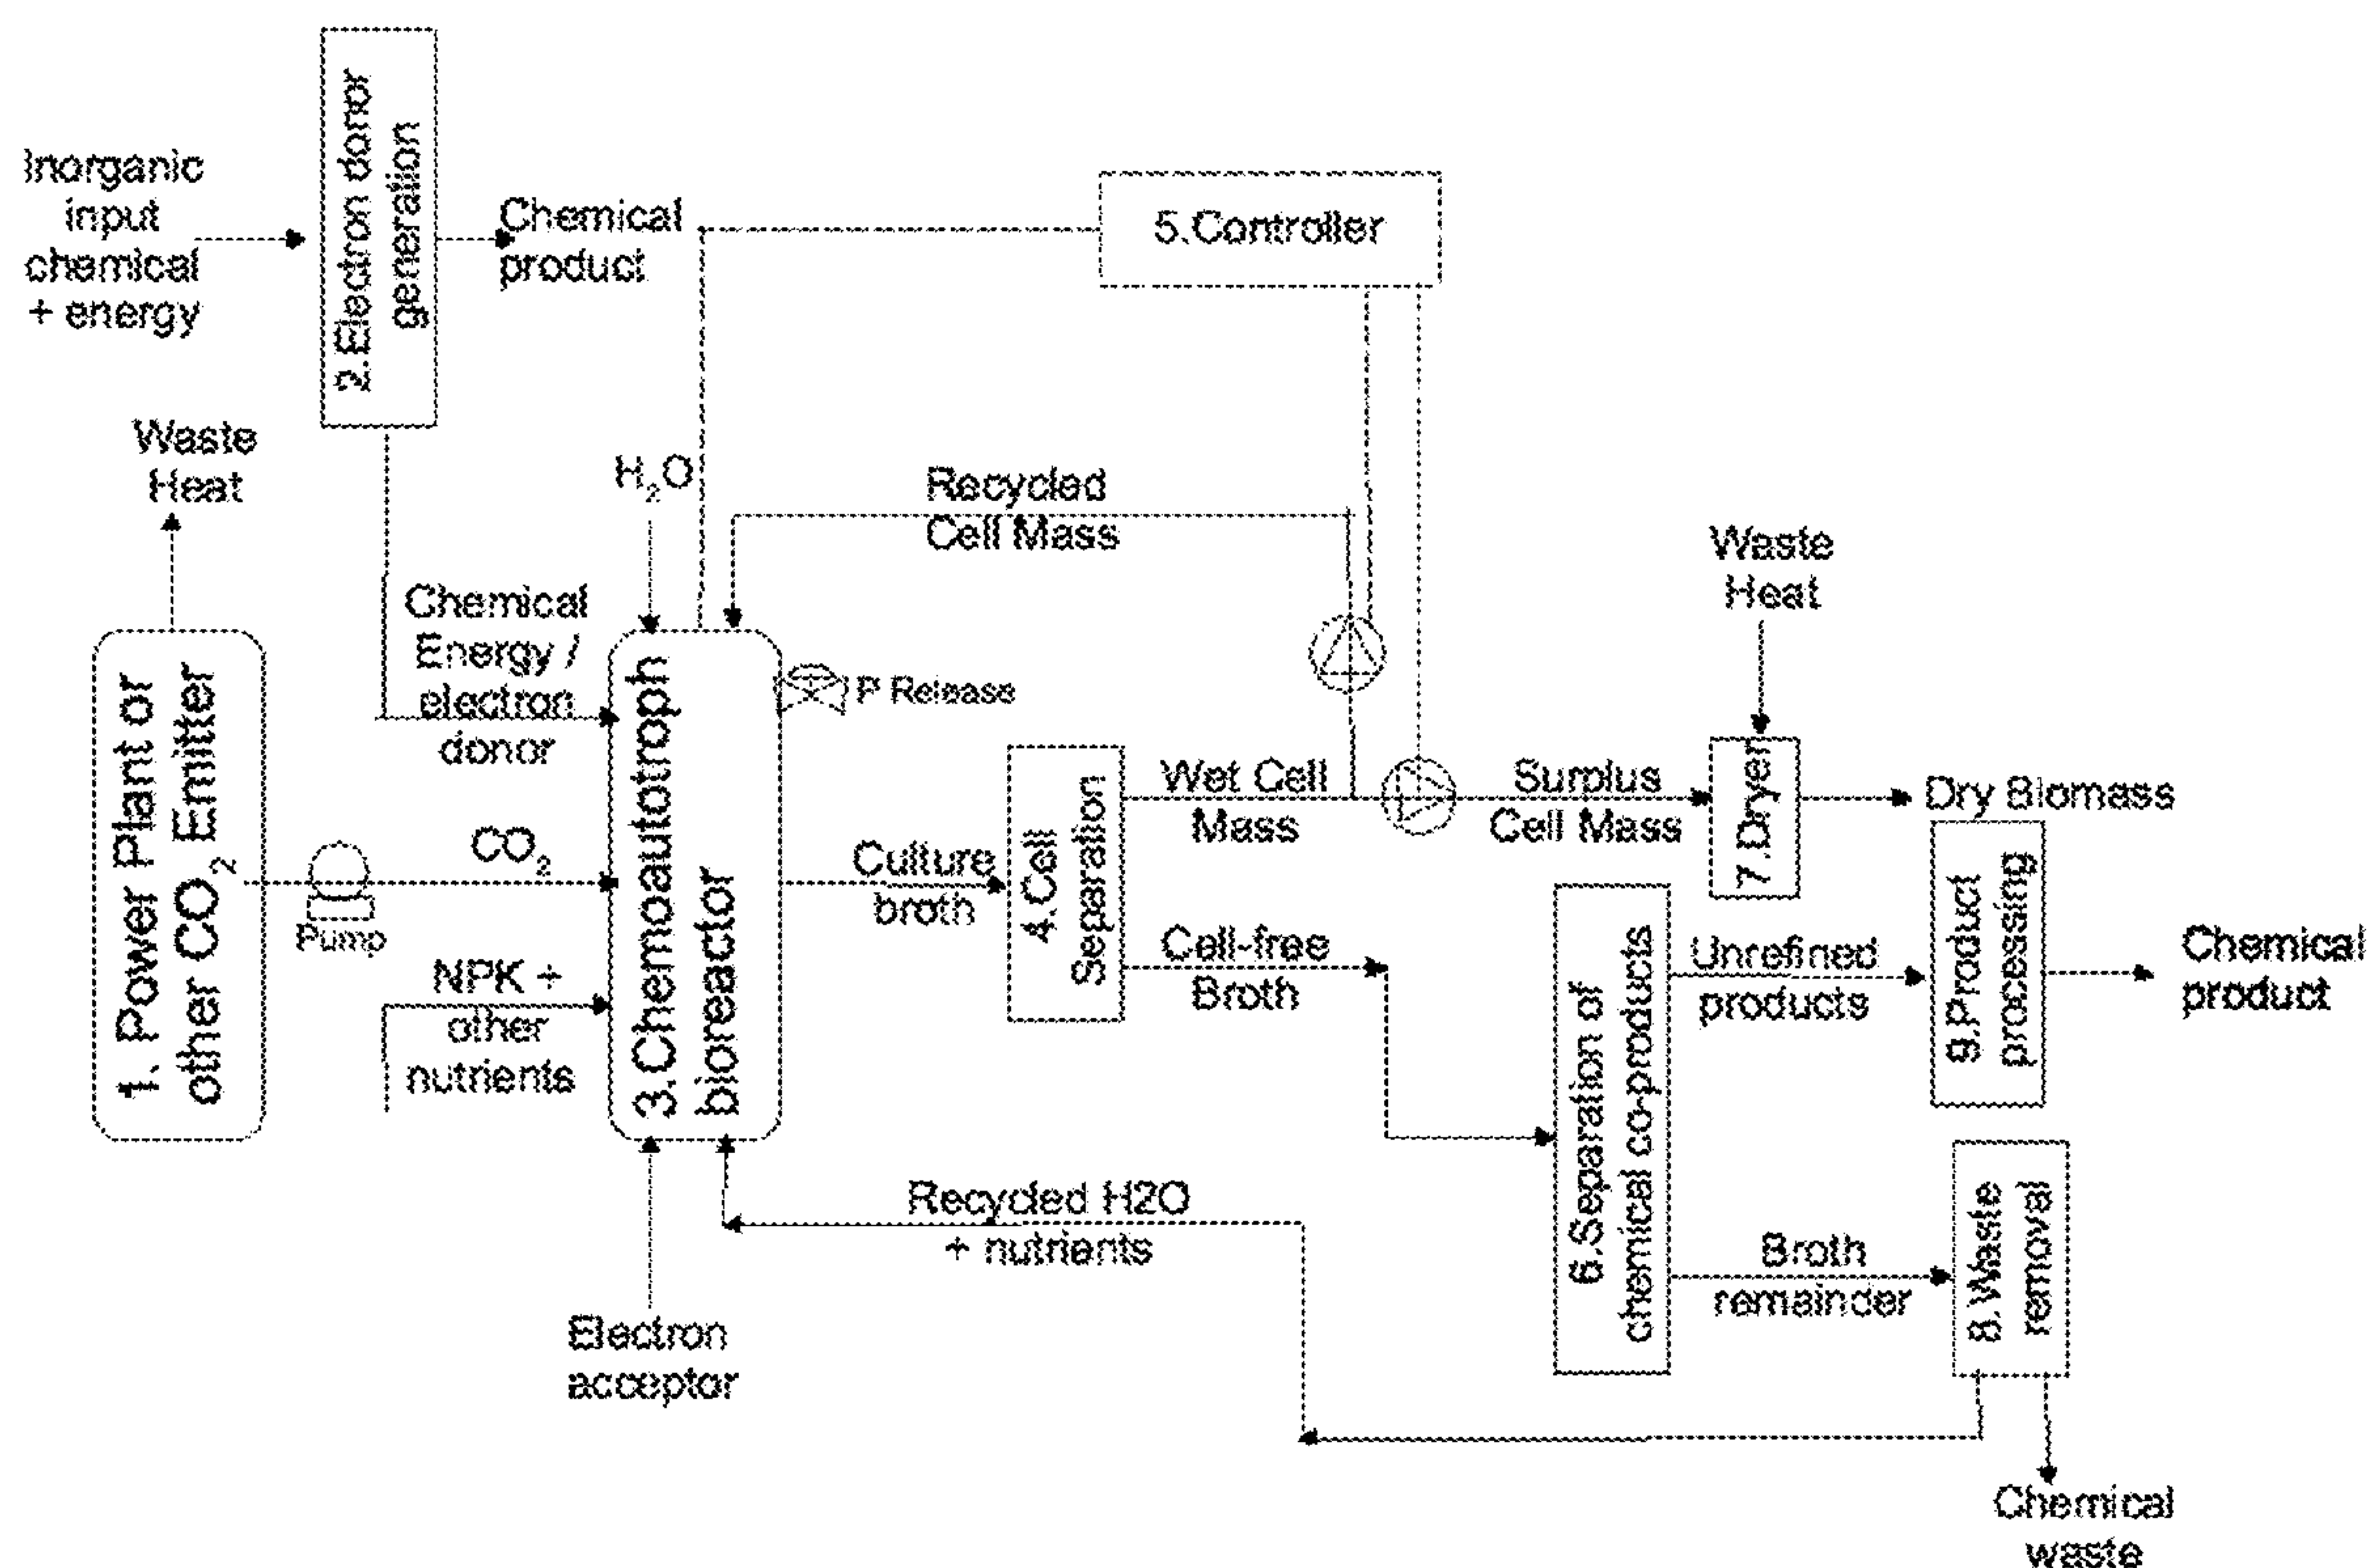 Inorganic
input
chemical
+ energy
2.Electron donor
generation
Chemical
product
5.Controller
Waste
Heat
H₂O
Recycled
Cell Mass
Waste
Heat
Chemical
Energy /
electron
donor
1. Power Plant or
other CO₂ Emitter
Pump
CO₂
NPK +
other
nutrients
3.Chemoautotroph
bioreactor
P Release
Culture
broth
4.Cell
Separation
Wet Cell
Mass
Surplus
Cell Mass
7.Dryer
Dry Biomass
Cell-free
Broth
6.Separation of
chemical co-products
Unrefined
products
9.Product
processing
Chemical
product
Recycled H2O
+ nutrients
Broth
remainder
8.Waste
removal
Electron
acceptor
Chemical
waste